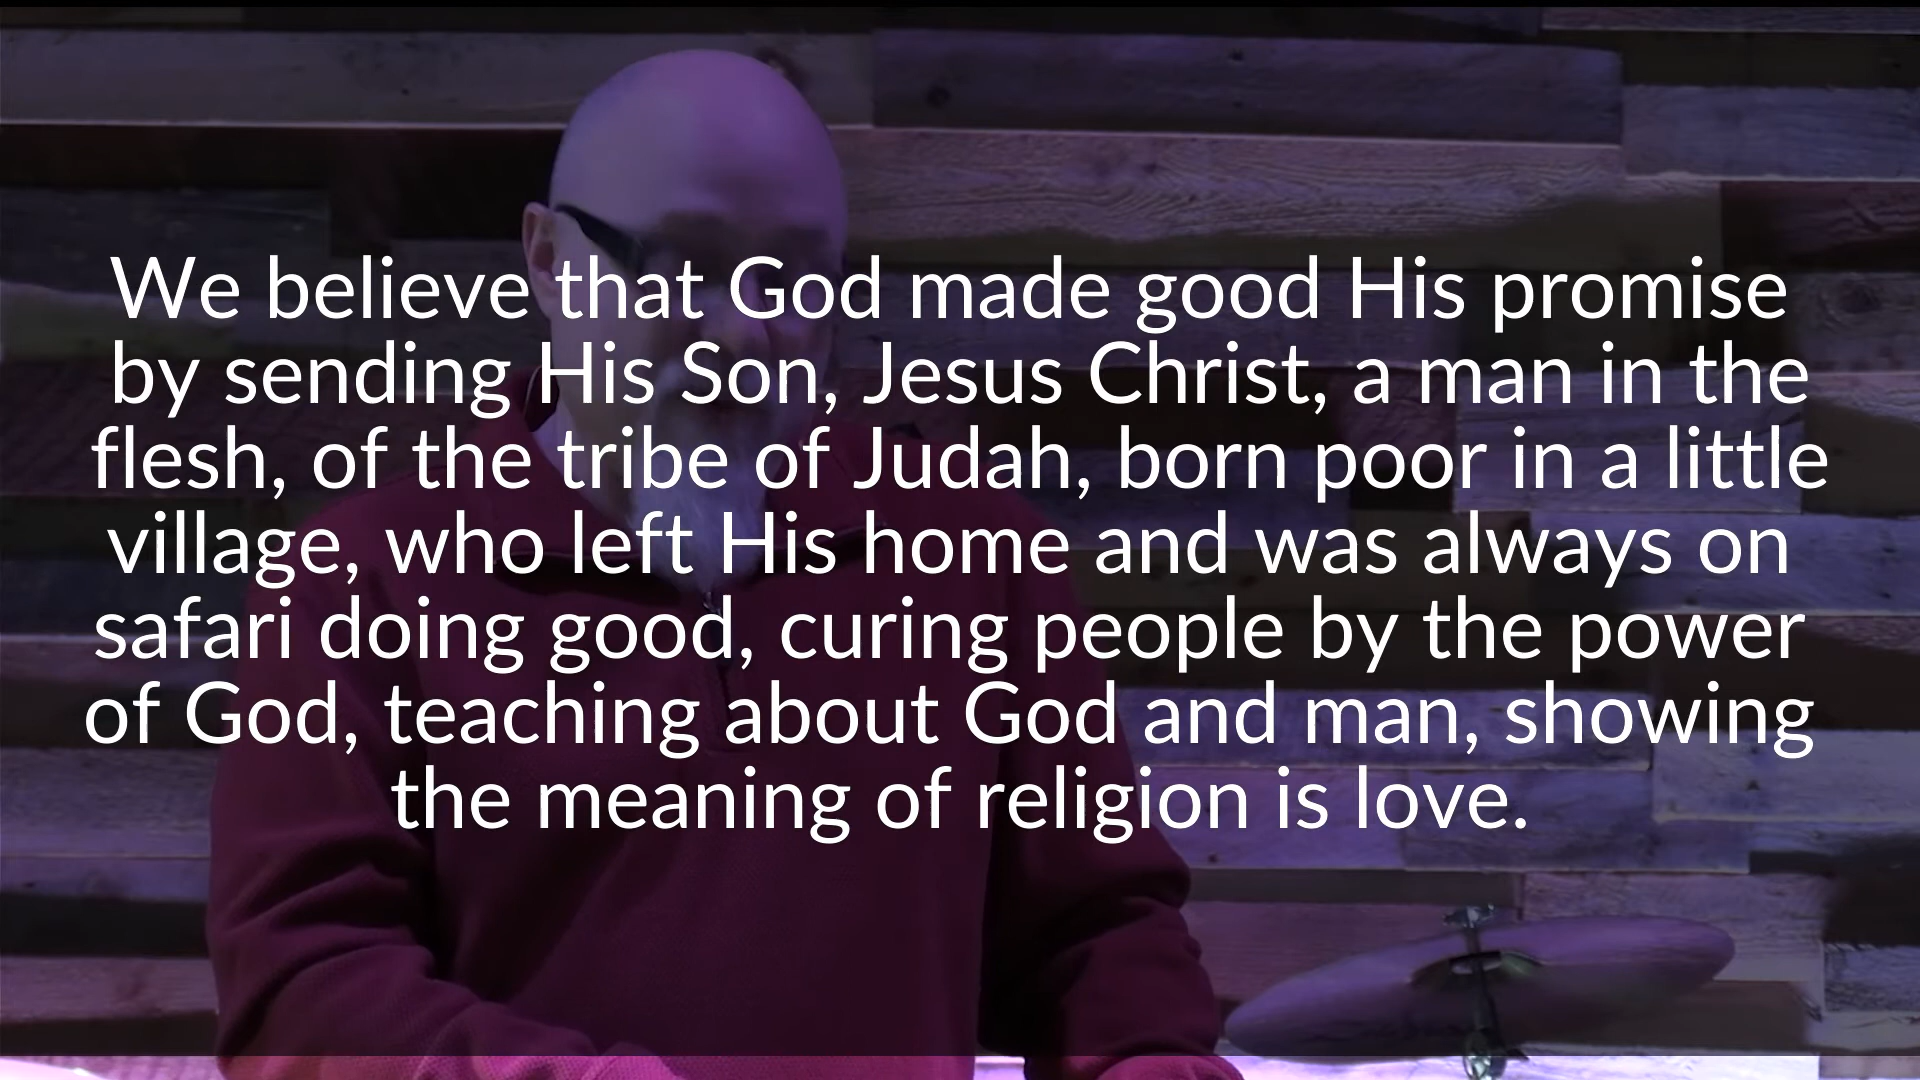 We believe that God made good His promise
by sending His Son, Jesus Christ, a man in the
flesh, of the tribe of Judah, born poor in a little
village, who left His home and was always on
safari doing good, curing people by the power
of God, teaching about God and man, showing
the meaning of religion is love.